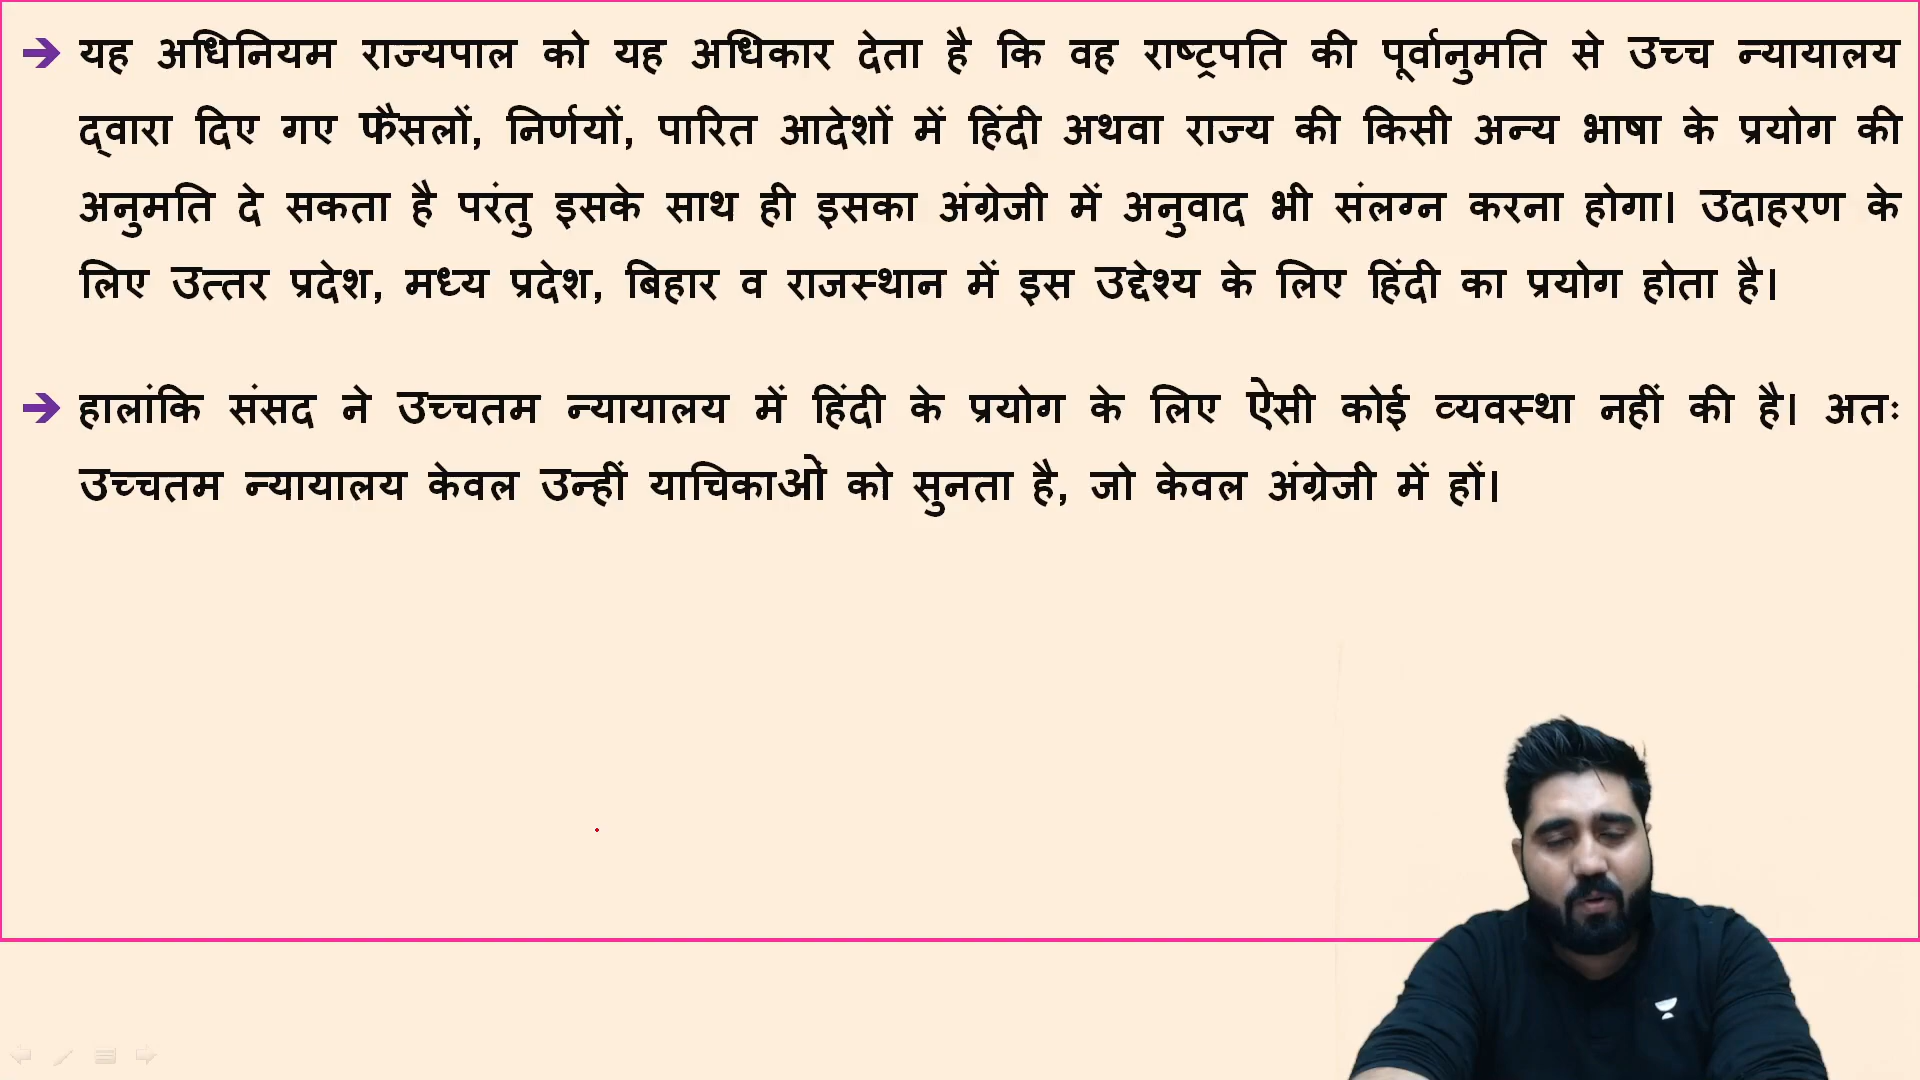 यह अधिनियम राज्यपाल को यह अधिकार देता है कि वह राष्ट्रपति की पूर्वानुमति से उच्च न्यायालय
द्वारा दिए गए फैसलों, निर्णयों, पारित आदेशों में हिंदी अथवा राज्य की किसी अन्य भाषा के प्रयोग की
अनुमति दे सकता है परंतु इसके साथ ही इसका अंग्रेजी में अनुवाद भी संलग्न करना होगा। उदाहरण के
लिए उत्तर प्रदेश, मध्य प्रदेश, बिहार व राजस्थान में इस उद्देश्य के लिए हिंदी का प्रयोग होता है।
हालांकि संसद ने उच्चतम न्यायालय में हिंदी के प्रयोग के लिए ऐसी कोई व्यवस्था नहीं की है। अतः
उच्चतम न्यायालय केवल उन्हीं याचिकाओं को सुनता है, जो केवल अंग्रेजी में हों।